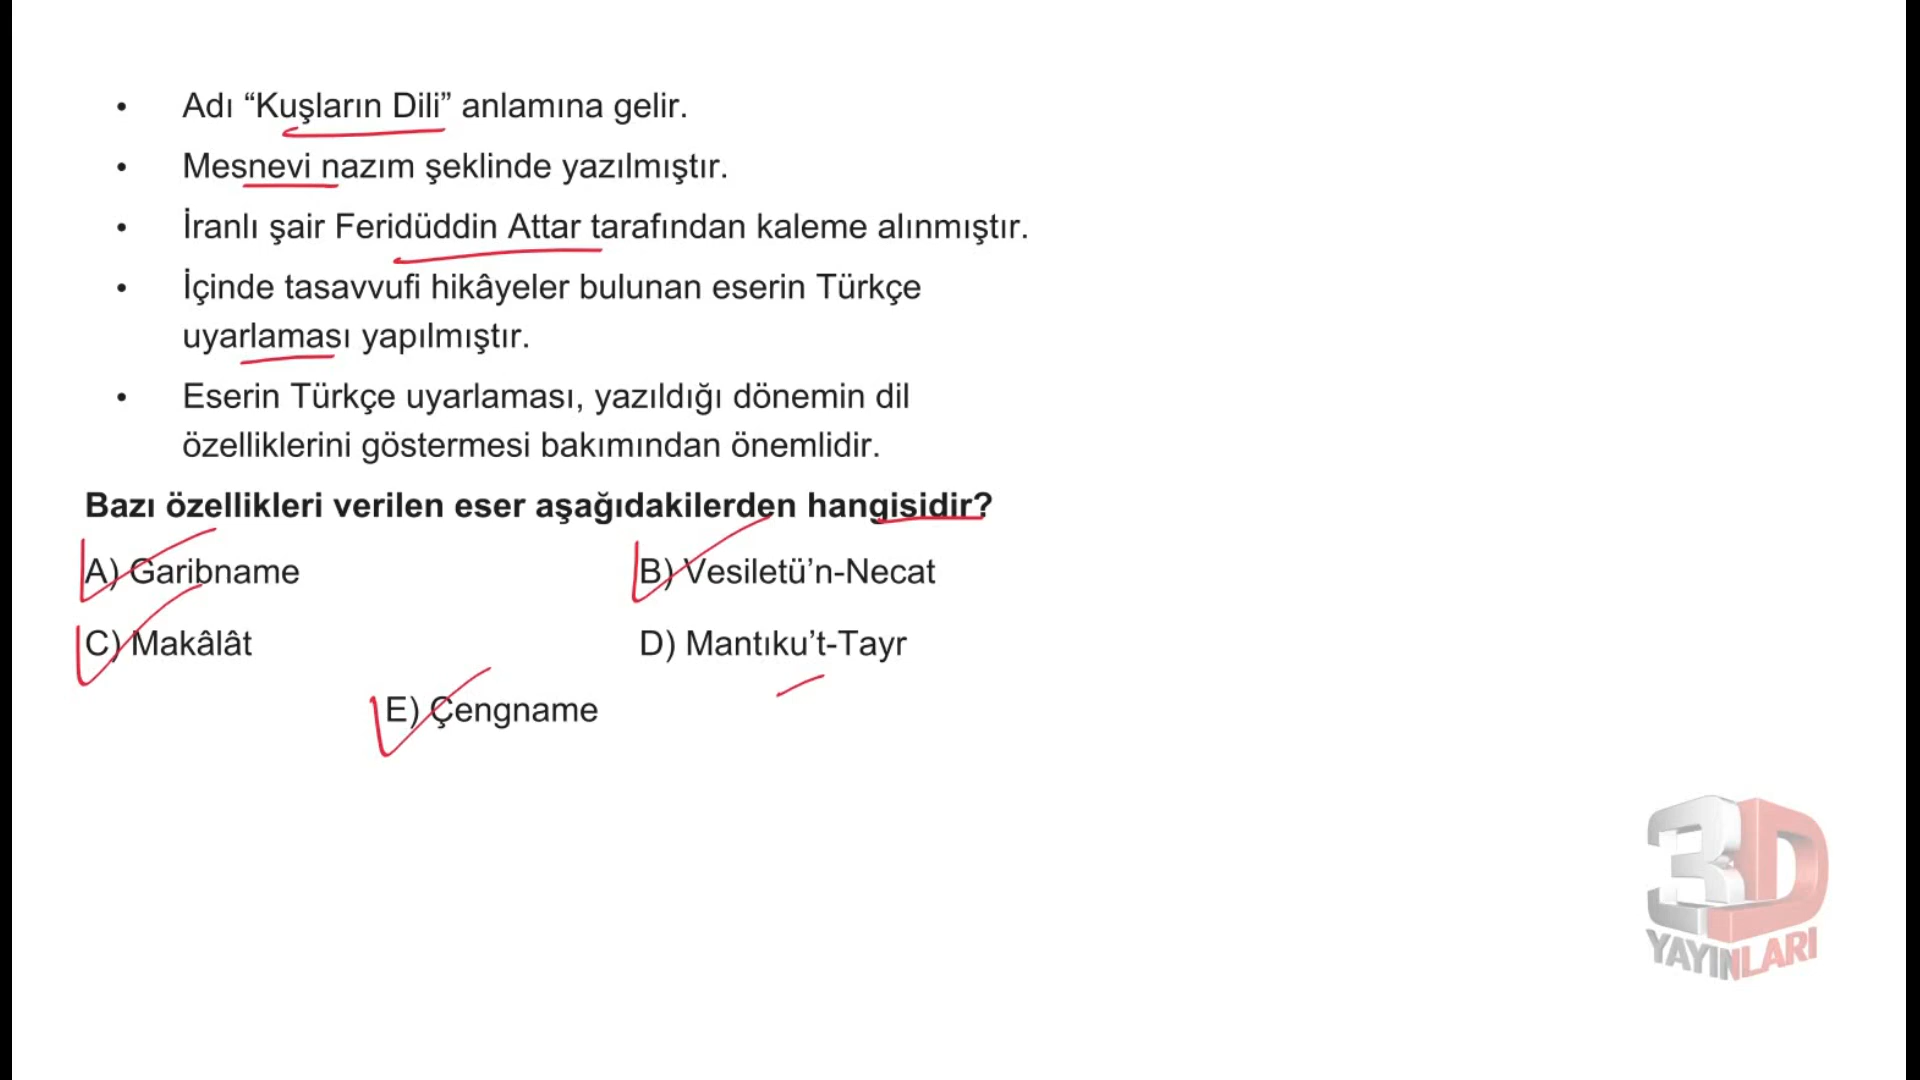 • Adı “Kuşların Dili” anlamına gelir.
• Mesnevi nazım şeklinde yazılmıştır.
• İranlı şair Feridüddin Attar tarafından kaleme alınmıştır.
• İçinde tasavvufi hikâyeler bulunan eserin Türkçe
uyarlaması yapılmıştır.
• Eserin Türkçe uyarlaması, yazıldığı dönemin dil
özelliklerini göstermesi bakımından önemlidir.
Bazı özellikleri verilen eser aşağıdakilerden hangisidir?
A) Garibname B) Vesiletü’n-Necat
C) Makâlât D) Mantıku’t-Tayr
E) Çengname
3D
YAYINLARI